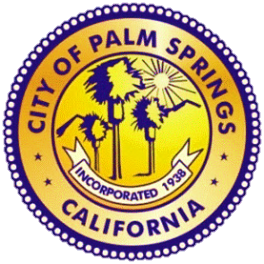 CITY OF PALM SPRINGS
INCORPORATED 1938
CALIFORNIA